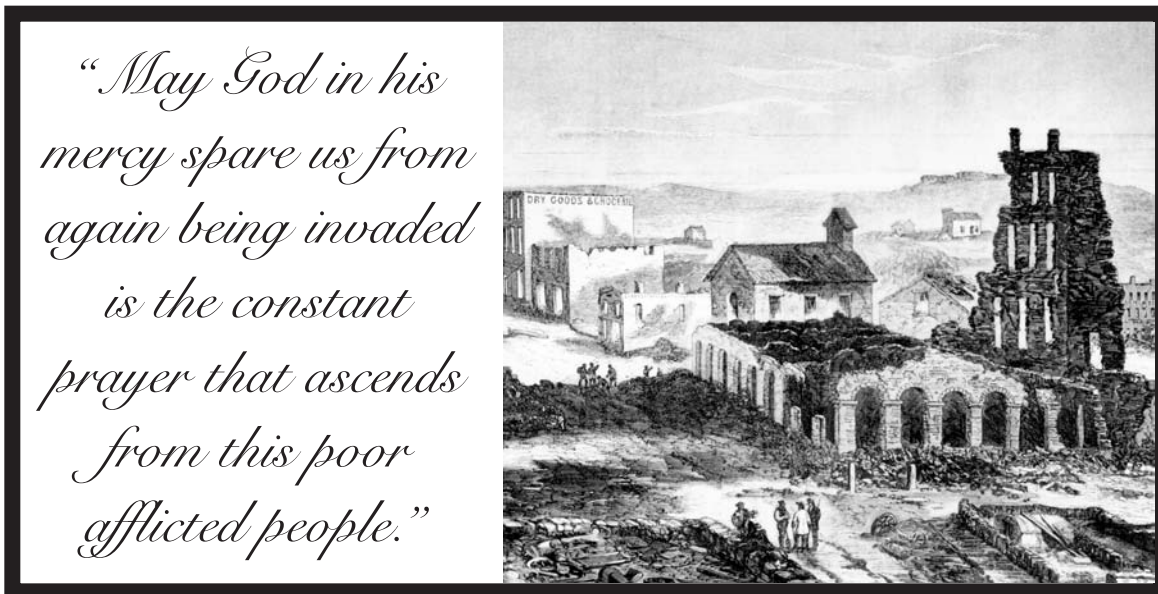 “May God in his
mercy spare us from
again being invaded
is the constant
prayer that ascends
from this poor
afflicted people.”
DRY GOODS & GROCERIE